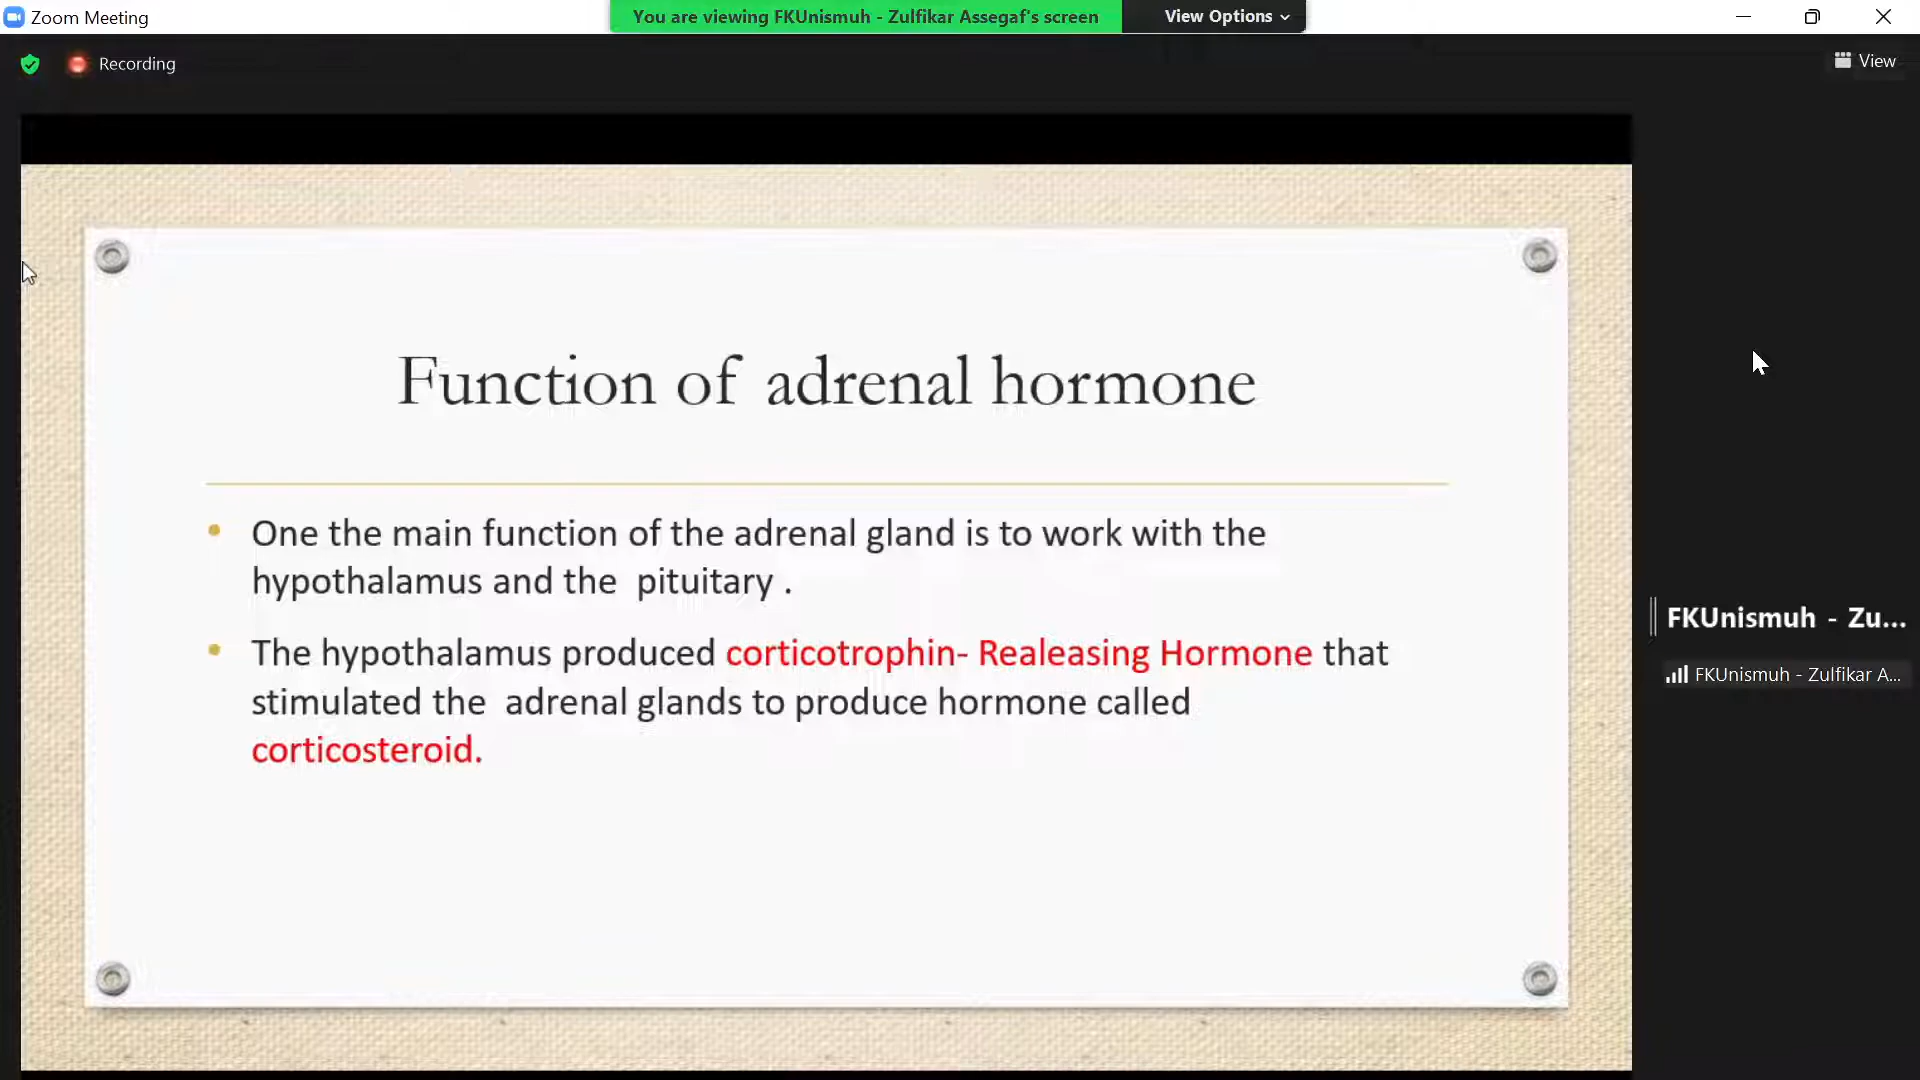 Zoom Meeting
You are viewing FKUnismuh - Zulfikar Assegaf's screen
View Options
Recording
View
Function of adrenal hormone
• One the main function of the adrenal gland is to work with the
hypothalamus and the pituitary .
• The hypothalamus produced corticotrophin- Realeasing Hormone that
stimulated the adrenal glands to produce hormone called
corticosteroid.
FKUnismuh - Zu...
FKUnismuh - Zulfikar A...